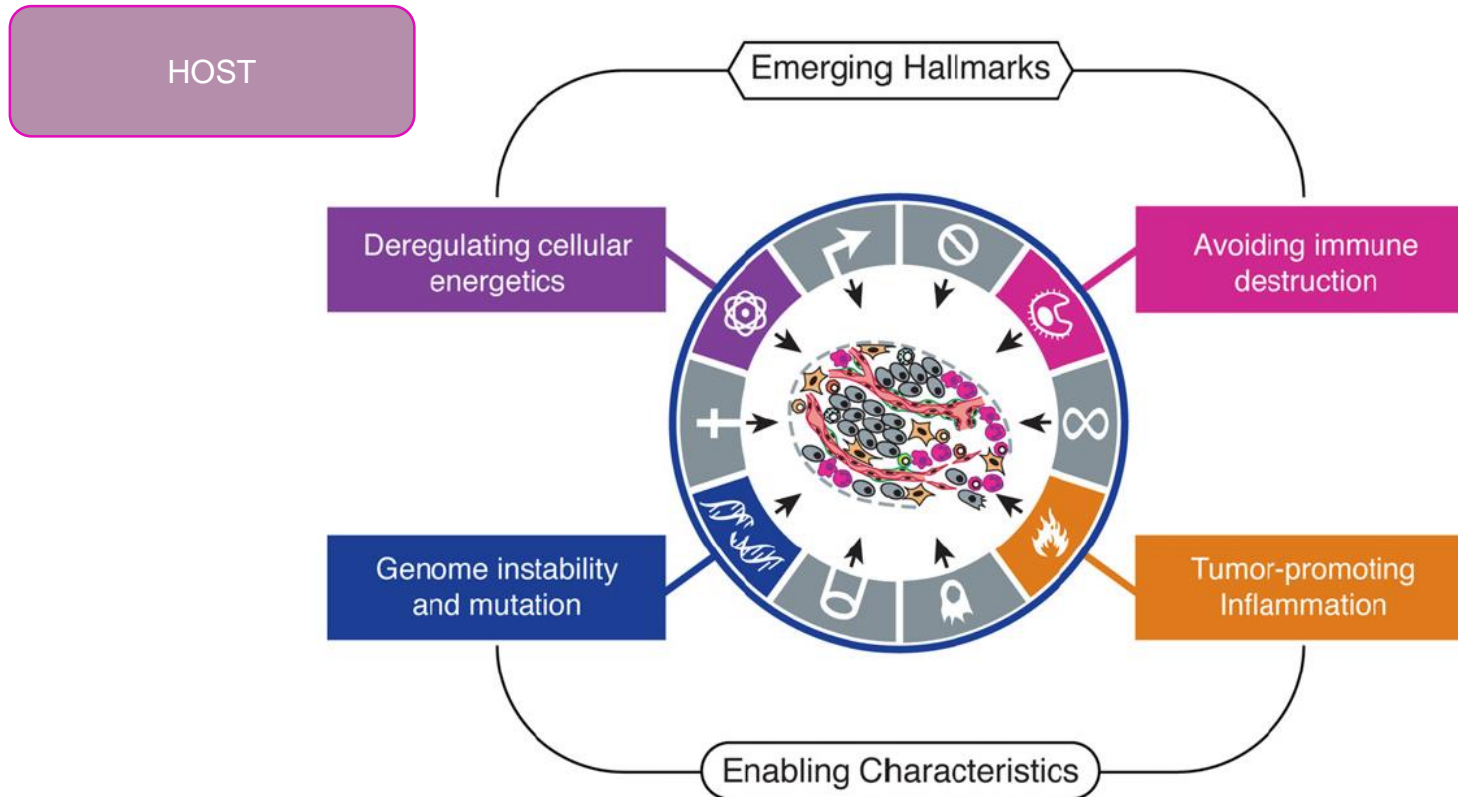 HOST
Emerging Hallmarks
Deregulating cellular
energetics
Avoiding immune
destruction
Genome instability
and mutation
Tumor-promoting
Inflammation
Enabling Characteristics